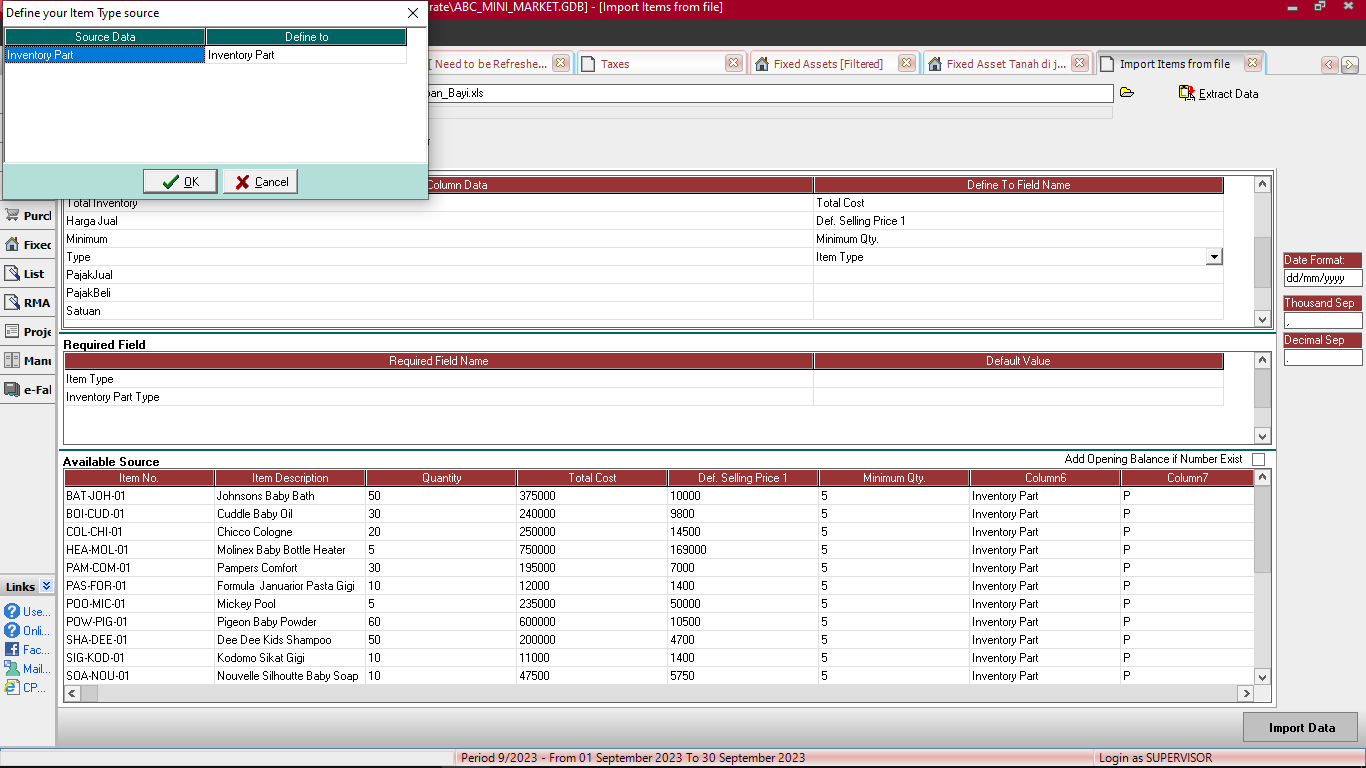 Define your Item Type source
rate\ABC_MINI_MARKET.GDB] - [Import Items from file]
Source Data Define to
Inventory Part Inventory Part
OK Cancel
[ Need to be Refreshe... Taxes Fixed Assets [Filtered] Fixed Asset Tanah di j... Import Items from file
_Bayi.xls Extract Data
Column Data Define To Field Name
Total Inventory Total Cost
Harga Jual Def. Selling Price 1
Minimum Minimum Qty.
Type Item Type
PajakJual
PajakBeli
Satuan
Purcl
Fixed
List
RMA
Proje
Manu
e-Fal
Date Format:
dd/mm/yyyy
Thousand Sep
,
Decimal Sep
.
Required Field
Required Field Name Default Value
Item Type
Inventory Part Type
Available Source Add Opening Balance if Number Exist
Item No. Item Description Quantity Total Cost Def. Selling Price 1 Minimum Qty. Column6 Column7
BAT-JOH-01 Johnsons Baby Bath 50 375000 10000 5 Inventory Part P
BOI-CUD-01 Cuddle Baby Oil 30 240000 9800 5 Inventory Part P
COL-CHI-01 Chicco Cologne 20 250000 14500 5 Inventory Part P
HEA-MOL-01 Molinex Baby Bottle Heater 5 750000 169000 5 Inventory Part P
PAM-COM-01 Pampers Comfort 30 195000 7000 5 Inventory Part P
PAS-FOR-01 Formula Januarior Pasta Gigi 10 12000 1400 5 Inventory Part P
POO-MIC-01 Mickey Pool 5 235000 50000 5 Inventory Part P
POW-PIG-01 Pigeon Baby Powder 60 600000 10500 5 Inventory Part P
SHA-DEE-01 Dee Dee Kids Shampoo 50 200000 4700 5 Inventory Part P
SIG-KOD-01 Kodomo Sikat Gigi 10 11000 1400 5 Inventory Part P
SOA-NOU-01 Nouvelle Silhoutte Baby Soap 10 47500 5750 5 Inventory Part P
Links
Use...
Onli...
Fac...
Mail...
CP...
Import Data
Period 9/2023 - From 01 September 2023 To 30 September 2023 Login as SUPERVISOR